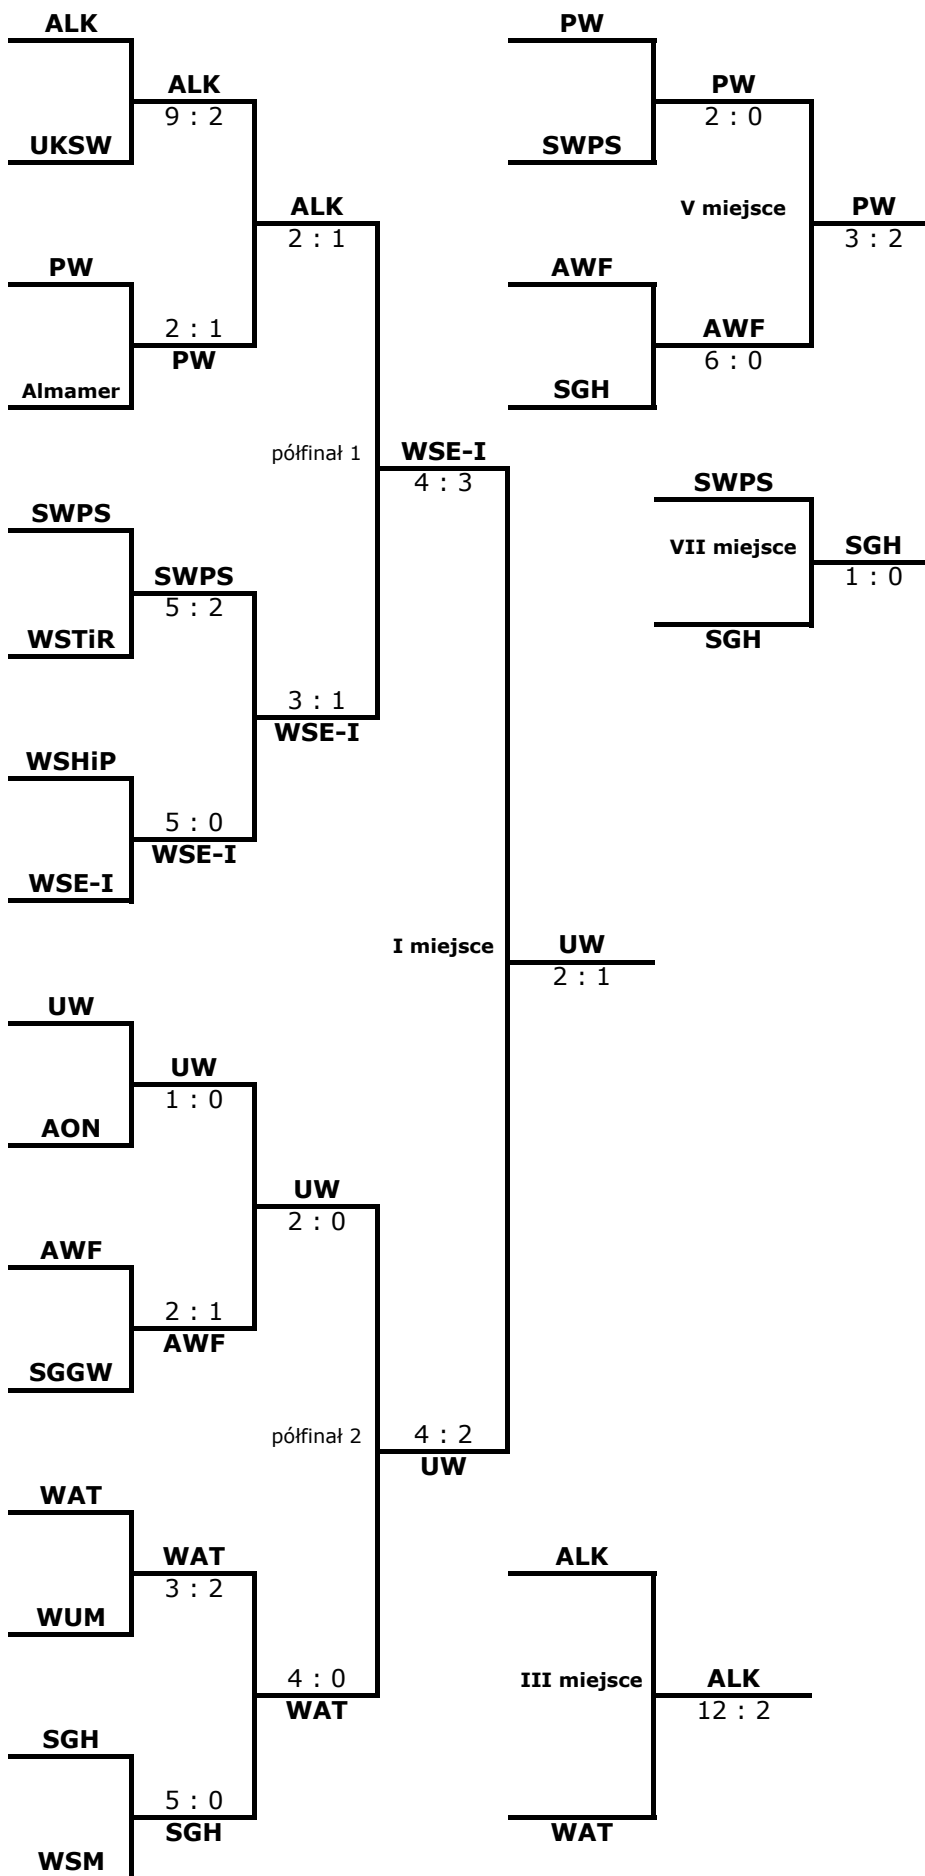 ALK
PW
ALK
PW
9 : 2
2 : 0
UKSW
SWPS
ALK
V miejsce
PW
2 : 1
3 : 2
PW
AWF
2 : 1
AWF
PW
6 : 0
Almamer
SGH
półfinał 1
WSE-I
4 : 3
SWPS
SWPS
VII miejsce
SGH
SWPS
1 : 0
5 : 2
WSTiR
SGH
3 : 1
WSE-I
WSHiP
5 : 0
WSE-I
WSE-I
I miejsce
UW
2 : 1
UW
UW
1 : 0
AON
UW
2 : 0
AWF
2 : 1
AWF
SGGW
półfinał 2
4 : 2
UW
WAT
WAT
ALK
3 : 2
WUM
4 : 0
III miejsce
ALK
WAT
12 : 2
SGH
5 : 0
SGH
WAT
WSM